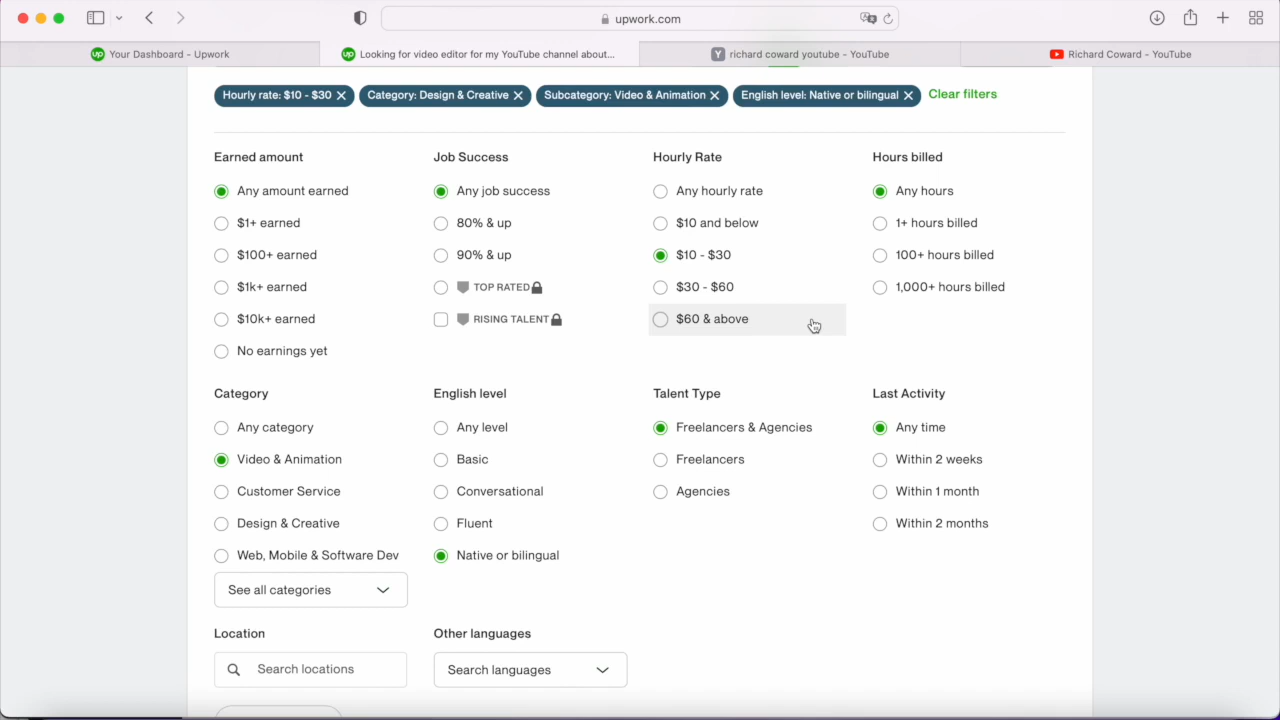 upwork.com
up Your Dashboard - Upwork
up Looking for video editor for my YouTube channel about...
Y richard coward youtube - YouTube
Richard Coward - YouTube
Hourly rate: $10 - $30 Category: Design & Creative Subcategory: Video & Animation English level: Native or bilingual Clear filters
Earned amount
Any amount earned
$1+ earned
$100+ earned
$1k+ earned
$10k+ earned
No earnings yet
Job Success
Any job success
80% & up
90% & up
TOP RATED
RISING TALENT
Hourly Rate
Any hourly rate
$10 and below
$10 - $30
$30 - $60
$60 & above
Hours billed
Any hours
1+ hours billed
100+ hours billed
1,000+ hours billed
Category
Any category
Video & Animation
Customer Service
Design & Creative
Web, Mobile & Software Dev
See all categories
English level
Any level
Basic
Conversational
Fluent
Native or bilingual
Talent Type
Freelancers & Agencies
Freelancers
Agencies
Last Activity
Any time
Within 2 weeks
Within 1 month
Within 2 months
Location
Search locations
Other languages
Search languages